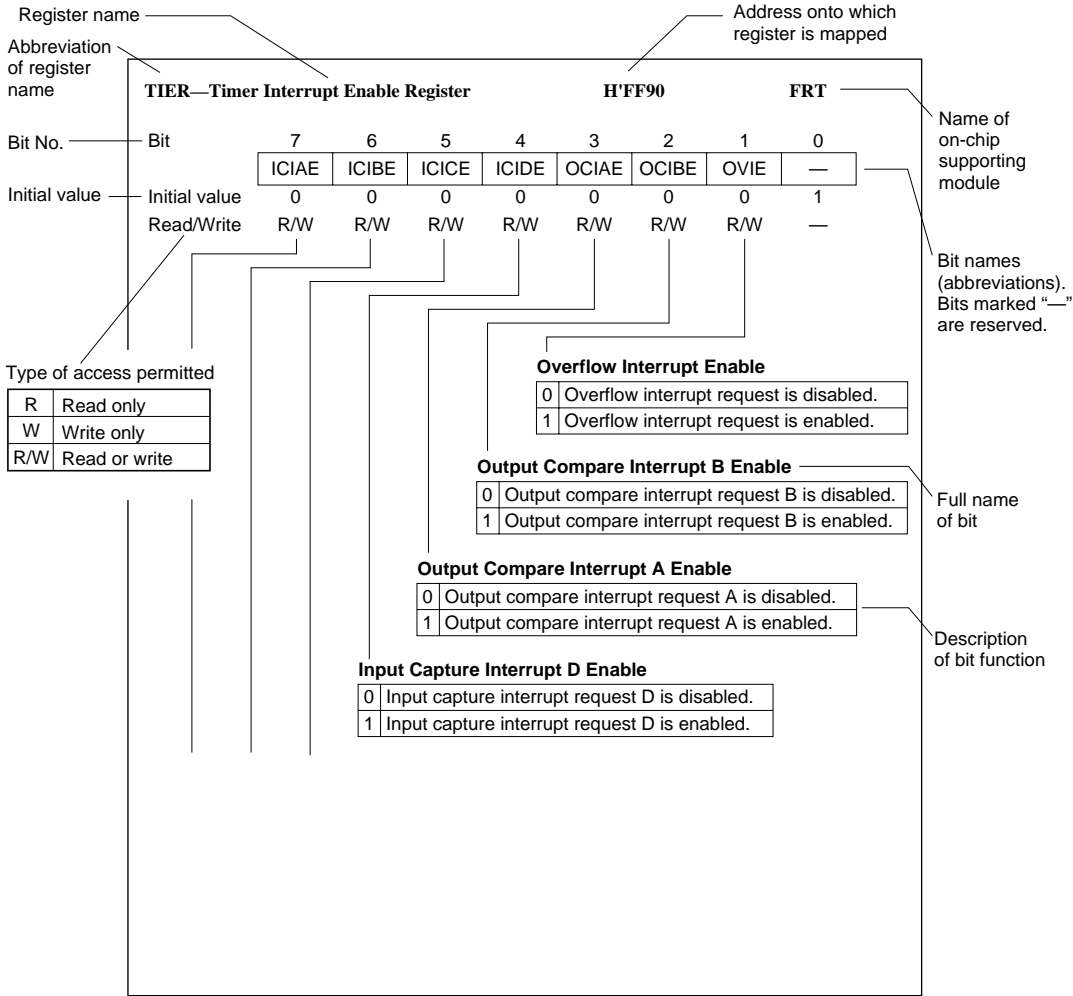 Register name
Address onto which
register is mapped
Abbreviation
of register
name
TIER—Timer Interrupt Enable Register H'FF90 FRT
Name of
on-chip
supporting
module
Bit No. Bit 7 6 5 4 3 2 1 0
ICIAE ICIBE ICICE ICIDE OCIAE OCIBE OVIE —
Initial value Initial value 0 0 0 0 0 0 0 1
Read/Write R/W R/W R/W R/W R/W R/W R/W —
Bit names
(abbreviations).
Bits marked “—”
are reserved.
Type of access permitted
R Read only
W Write only
R/W Read or write
Overflow Interrupt Enable
0 Overflow interrupt request is disabled.
1 Overflow interrupt request is enabled.
Output Compare Interrupt B Enable
0 Output compare interrupt request B is disabled.
1 Output compare interrupt request B is enabled.
Full name
of bit
Output Compare Interrupt A Enable
0 Output compare interrupt request A is disabled.
1 Output compare interrupt request A is enabled.
Description
of bit function
Input Capture Interrupt D Enable
0 Input capture interrupt request D is disabled.
1 Input capture interrupt request D is enabled.